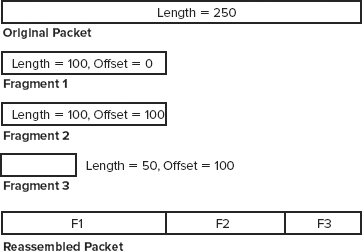 Length = 250
Original Packet
Length = 100, Offset = 0
Fragment 1
Length = 100, Offset = 100
Fragment 2
Length = 50, Offset = 100
Fragment 3
F1 F2 F3
Reassembled Packet